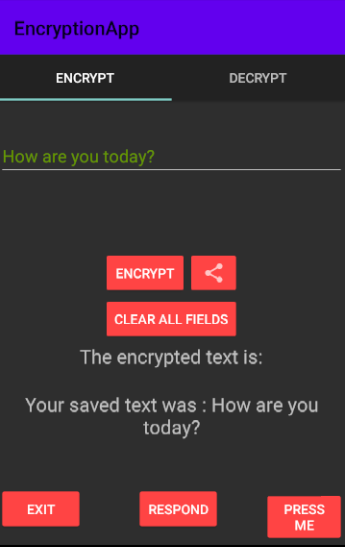 EncryptionApp
ENCRYPT DECRYPT
How are you today?
ENCRYPT
CLEAR ALL FIELDS
The encrypted text is:
Your saved text was : How are you
today?
EXIT RESPOND PRESS
ME